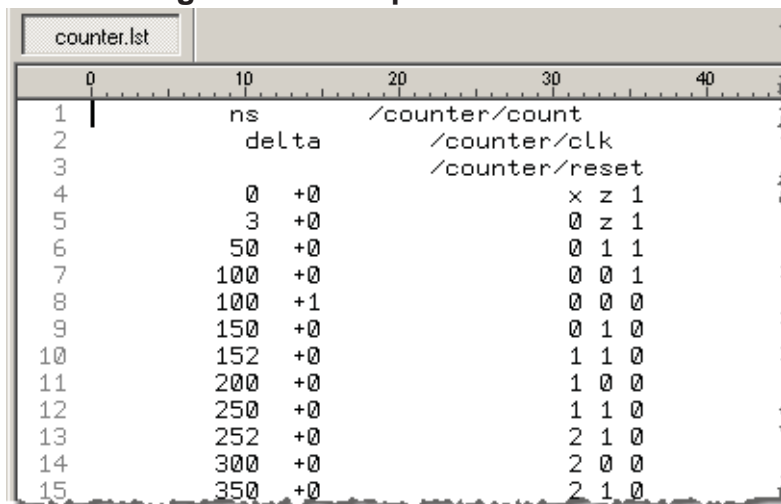 counter.lst
0 10 20 30 40
1 ns /counter/count
2 delta /counter/clk
3 /counter/reset
4 0 +0 x z 1
5 3 +0 0 z 1
6 50 +0 0 1 1
7 100 +0 0 0 1
8 100 +1 0 0 0
9 150 +0 0 1 0
10 152 +0 1 1 0
11 200 +0 1 0 0
12 250 +0 1 1 0
13 252 +0 2 1 0
14 300 +0 2 0 0
15 350 +0 2 1 0